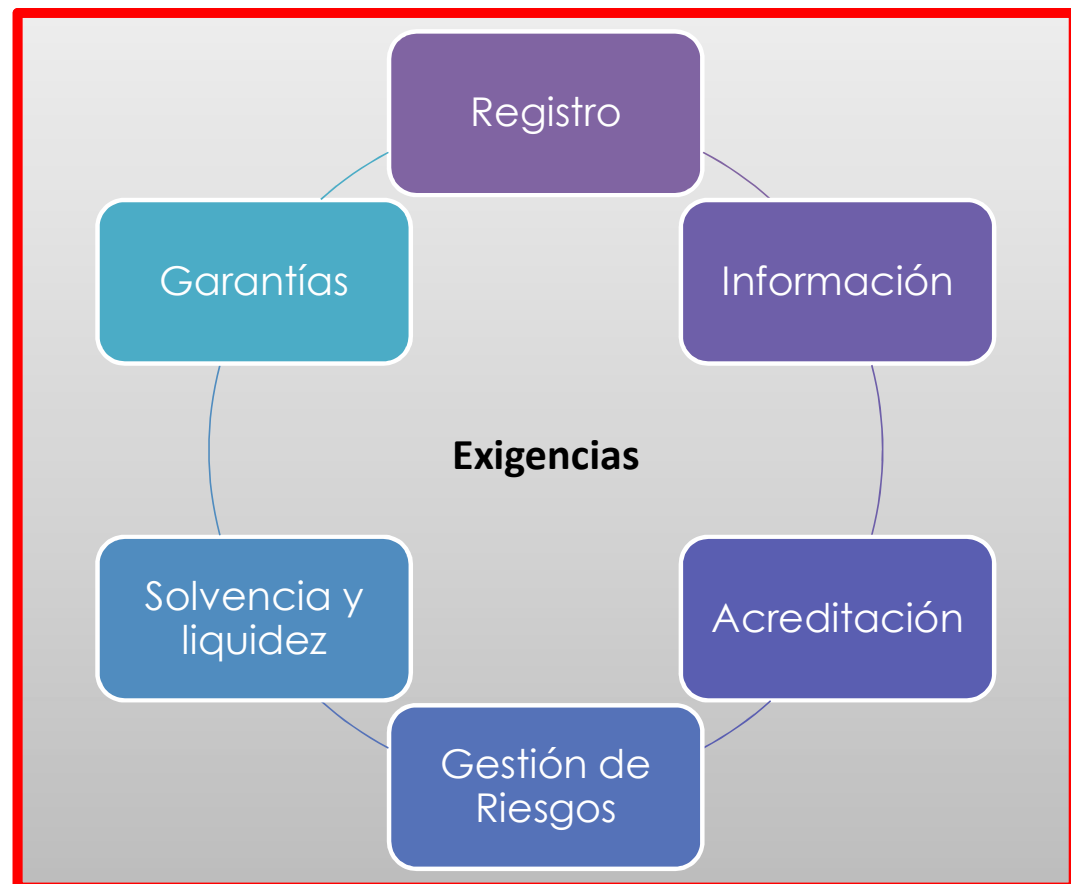 Registro
Información
Acreditación
Gestión de
Riesgos
Solvencia y
liquidez
Garantías
Exigencias